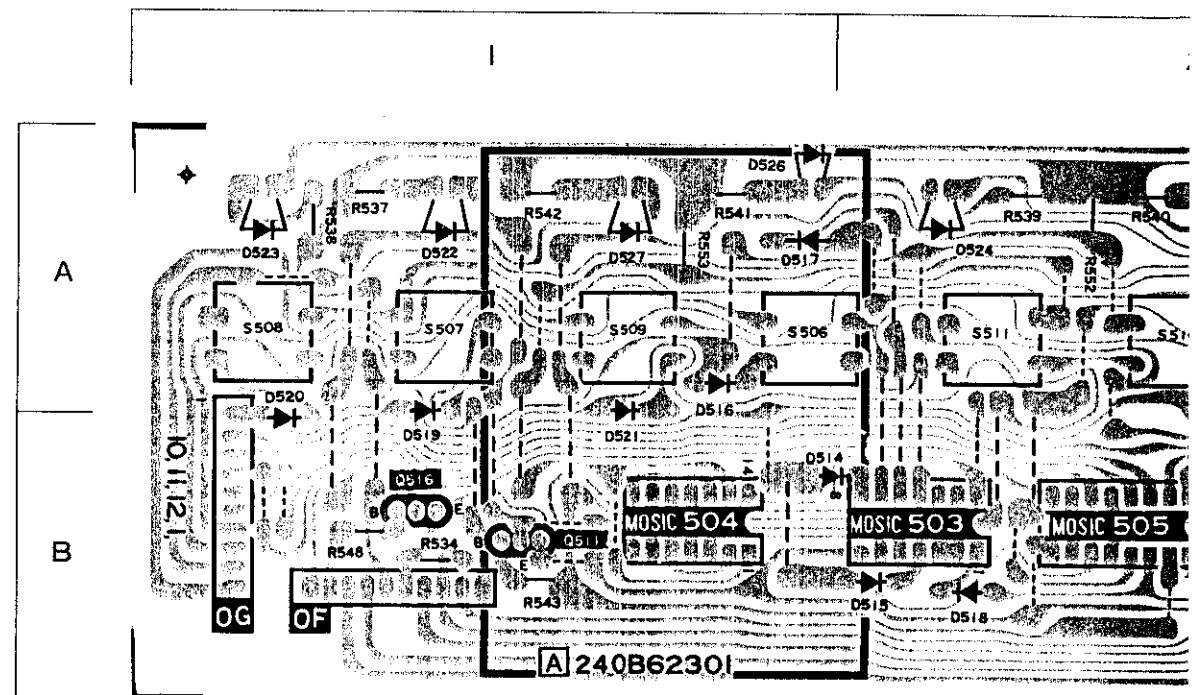 1
D526
R537
R542
R541
R539
R540
R538
R553
R552
D523
D522
D527
D517
D524
A
S508
S507
S509
S506
S511
D520
D519
D521
D516
D514
10,11,12,1,
14
8
Q516
B
E
MOSIC 504
MOSIC 503
MOSIC 505
B
B
Q511
R548
R534
E
D515
D518
R543
OG
OF
A 240B62301